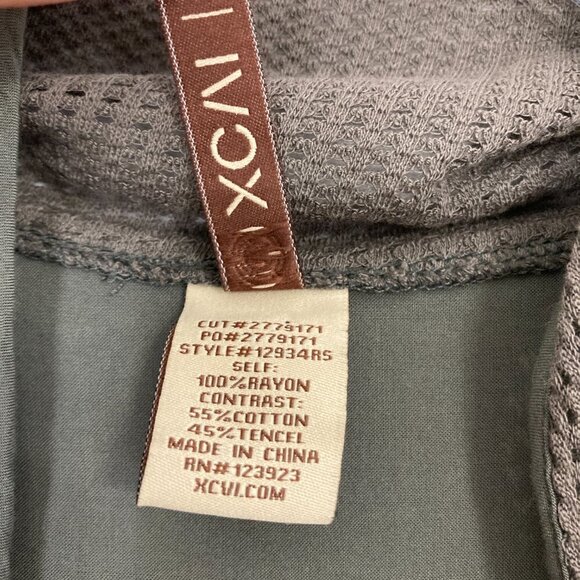 XCVI
CUT#2779171
PO#2779171
STYLE#12934RS
SELF:
100%RAYON
CONTRAST:
55%COTTON
45%TENCEL
MADE IN CHINA
RN#123923
XCVI.COM